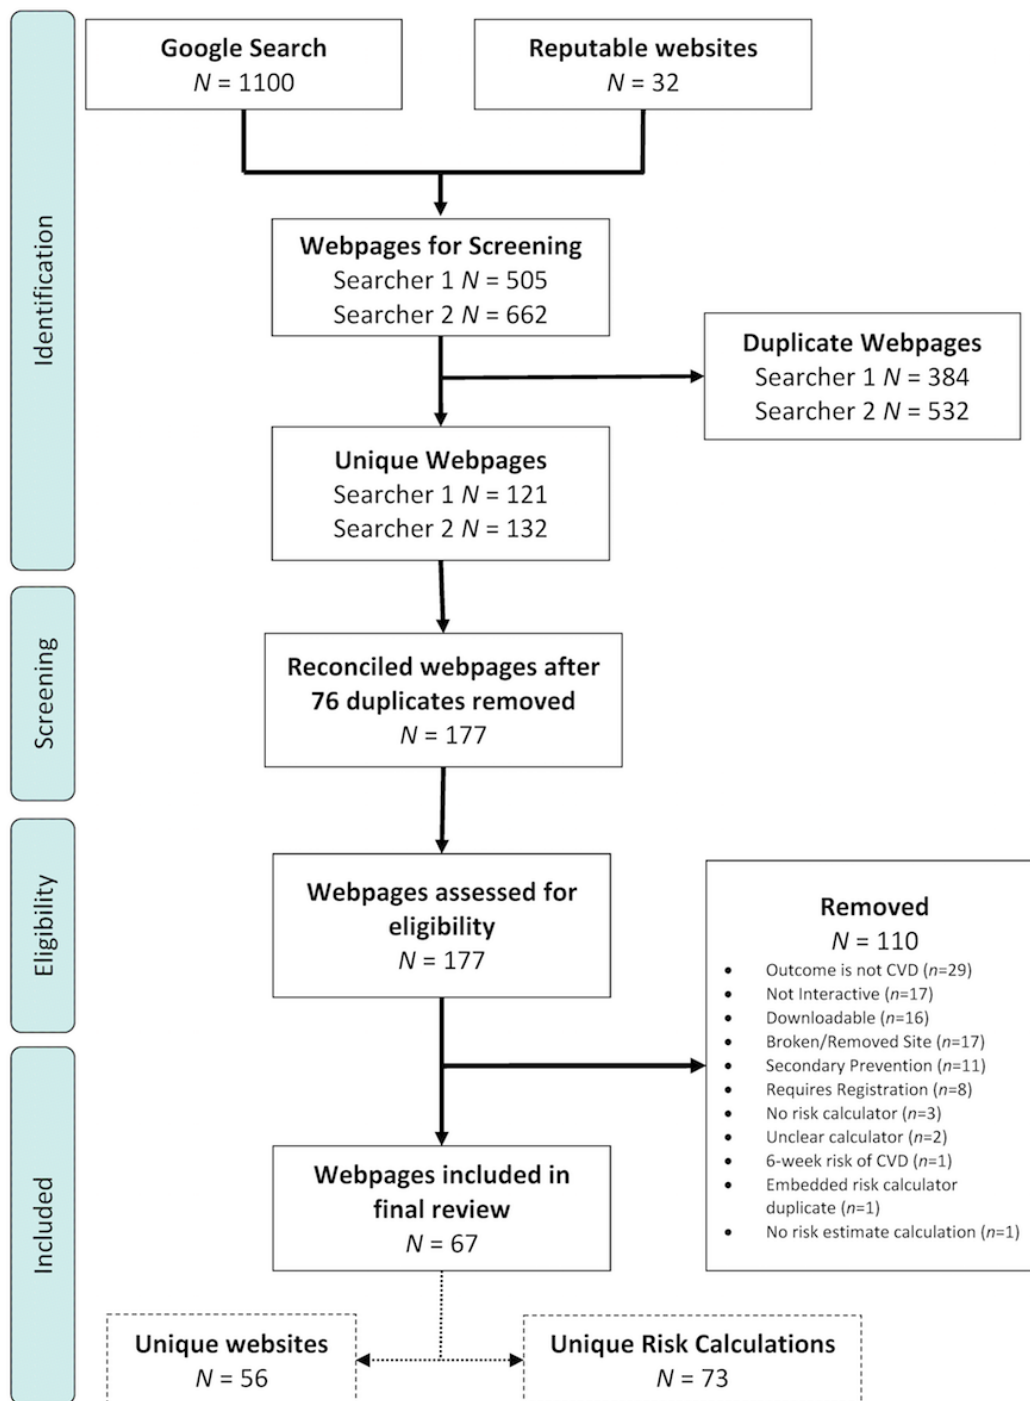 Google Search
N = 1100
Reputable websites
N = 32
Identification
Webpages for Screening
Searcher 1 N = 505
Searcher 2 N = 662
Duplicate Webpages
Searcher 1 N = 384
Searcher 2 N = 532
Unique Webpages
Searcher 1 N = 121
Searcher 2 N = 132
Screening
Reconciled webpages after
76 duplicates removed
N = 177
Eligibility
Webpages assessed for
eligibility
N = 177
Removed
N = 110
• Outcome is not CVD (n=29)
• Not Interactive (n=17)
• Downloadable (n=16)
• Broken/Removed Site (n=17)
• Secondary Prevention (n=11)
• Requires Registration (n=8)
• No risk calculator (n=3)
• Unclear calculator (n=2)
• 6-week risk of CVD (n=1)
• Embedded risk calculator
duplicate (n=1)
• No risk estimate calculation (n=1)
Included
Webpages included in
final review
N = 67
Unique websites
N = 56
Unique Risk Calculations
N = 73